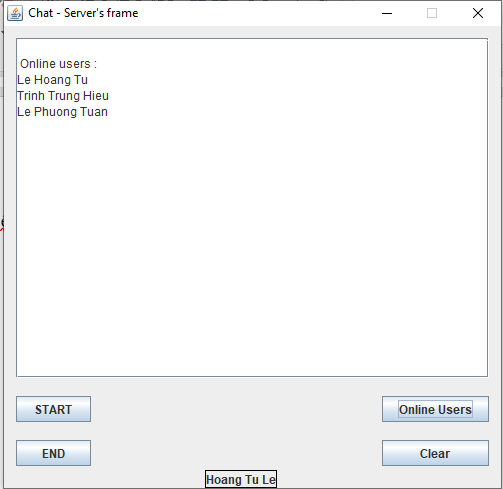 Chat - Server's frame
Online users :
Le Hoang Tu
Trinh Trung Hieu
Le Phuong Tuan
START
Online Users
END
Clear
Hoang Tu Le